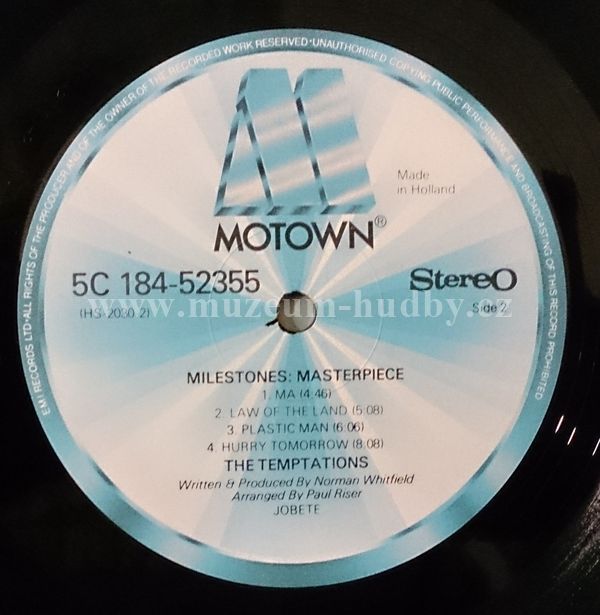 EMI RECORDS LTD·ALL RIGHTS OF THE PRODUCER AND OF THE OWNER OF THE RECORDED WORK RESERVED·UNAUTHORISED COPYING PUBLIC PERFORMANCE AND BROADCASTING OF THIS RECORD PROHIBITED
M
Made
in Holland
MOTOWN®
5C 184-52355
Stereo
www.muzeum-hudby.cz
(HS-2030 2)
Side 2
MILESTONES: MASTERPIECE
1. MA (4:46)
2. LAW OF THE LAND (5:08)
3. PLASTIC MAN (6:06)
4. HURRY TOMORROW (8:08)
THE TEMPTATIONS
Written & Produced By Norman Whitfield
Arranged By Paul Riser
JOBETE